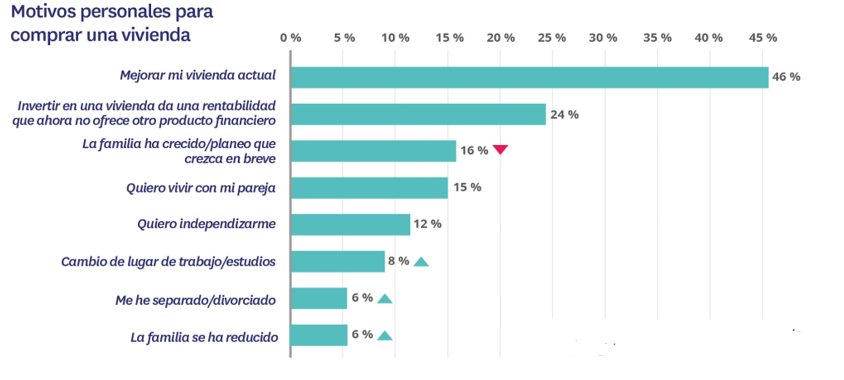 Motivos personales para
comprar una vivienda
0 % 5 % 10 % 15 % 20 % 25 % 30 % 35 % 40 % 45 %
Mejorar mi vivienda actual 46 %
Invertir en una vivienda da una rentabilidad
que ahora no ofrece otro producto financiero 24 %
La familia ha crecido/planeo que
crezca en breve 16 %
Quiero vivir con mi pareja 15 %
Quiero independizarme 12 %
Cambio de lugar de trabajo/estudios 8 %
Me he separado/divorciado 6 %
La familia se ha reducido 6 %